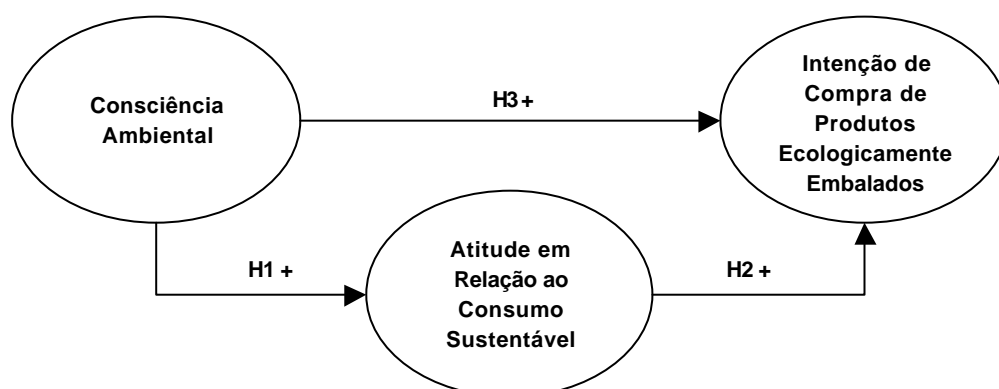 Consciência
Ambiental
H3 +
Intenção de
Compra de
Produtos
Ecologicamente
Embalados
H1 +
Atitude em
Relação ao
Consumo
Sustentável
H2 +